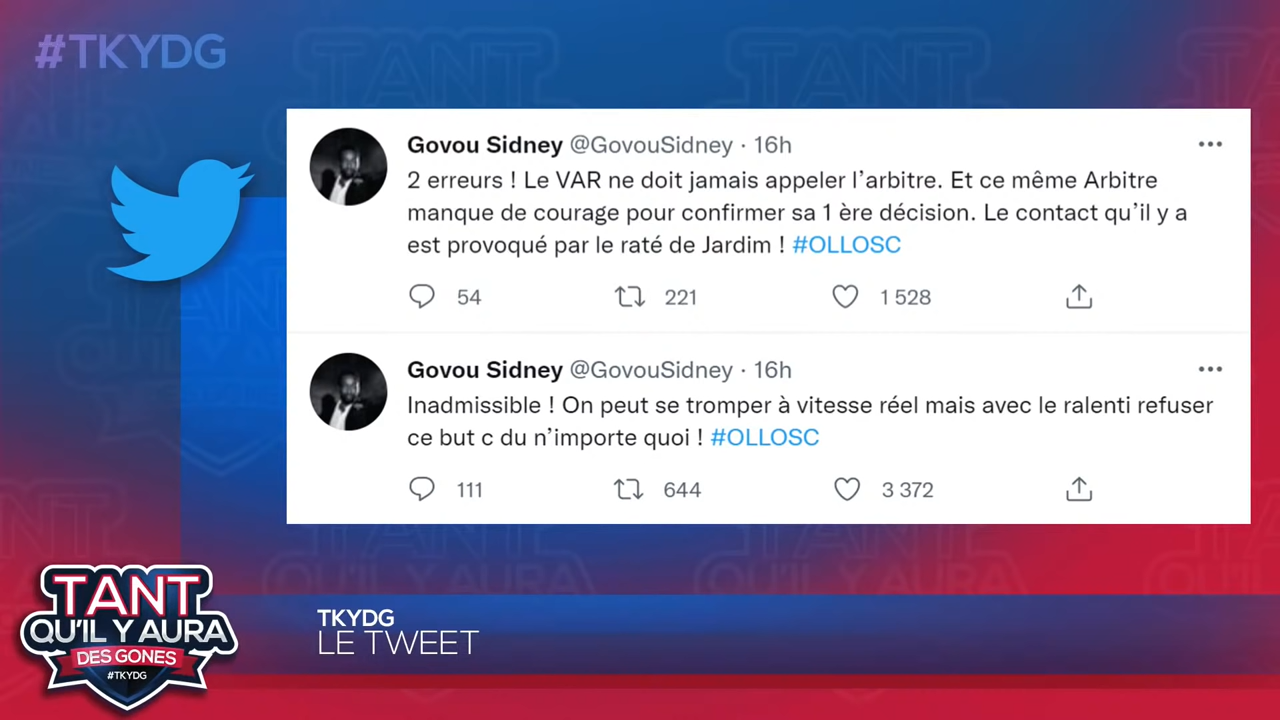 #TKYDG
Govou Sidney @GovouSidney · 16h
2 erreurs ! Le VAR ne doit jamais appeler l’arbitre. Et ce même Arbitre
manque de courage pour confirmer sa 1 ère décision. Le contact qu’il y a
est provoqué par le raté de Jardim ! #OLLOSC
54 221 1 528
Govou Sidney @GovouSidney · 16h
Inadmissible ! On peut se tromper à vitesse réel mais avec le ralenti refuser
ce but c du n’importe quoi ! #OLLOSC
111 644 3 372
TANT
QU'IL Y AURA
DES GONES
#TKYDG
TKYDG
LE TWEET